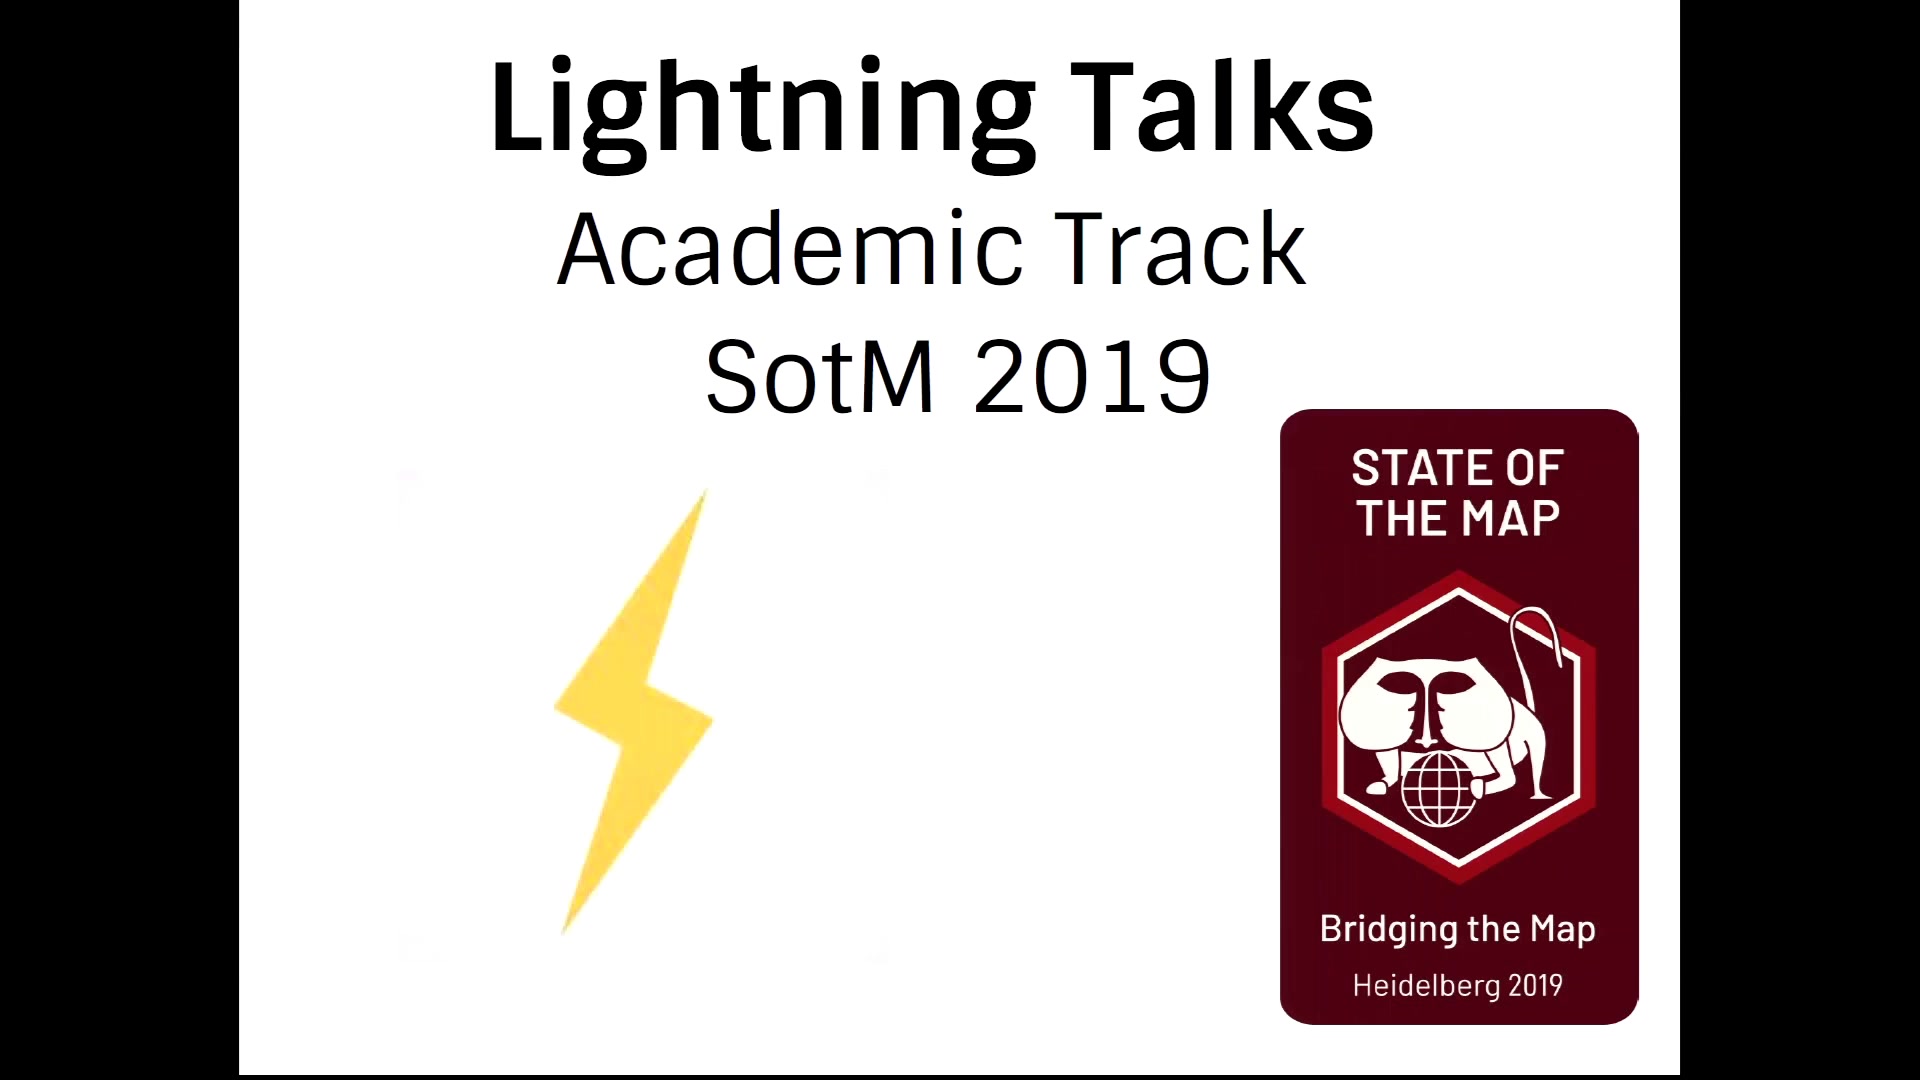 Lightning Talks
Academic Track
SotM 2019
STATE OF
THE MAP
Bridging the Map
Heidelberg 2019